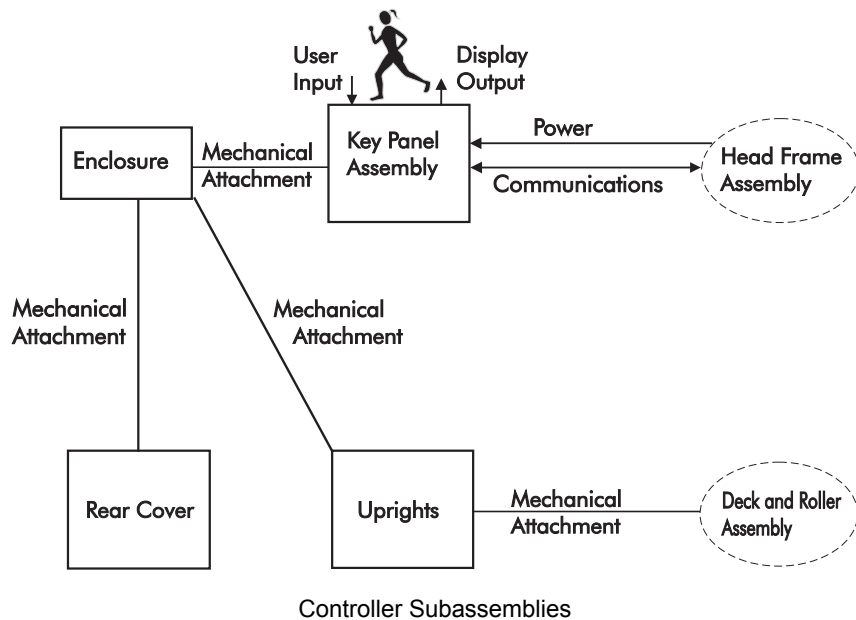 User
Input
Display
Output
Enclosure
Mechanical
Attachment
Key Panel
Assembly
Power
Communications
Head Frame
Assembly
Mechanical
Attachment
Mechanical
Attachment
Rear Cover
Uprights
Mechanical
Attachment
Deck and Roller
Assembly
Controller Subassemblies